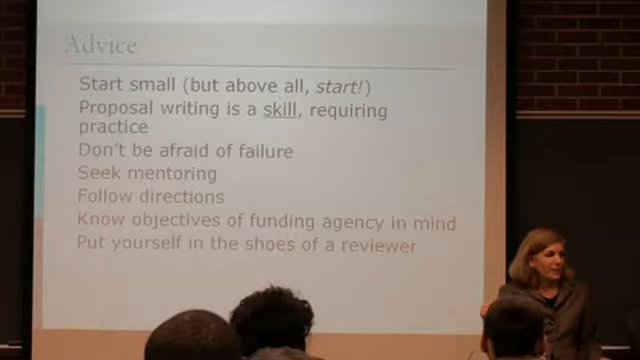 Advice
Start small (but above all, start!)
Proposal writing is a skill, requiring
practice
Don't be afraid of failure
Seek mentoring
Follow directions
Know objectives of funding agency in mind
Put yourself in the shoes of a reviewer